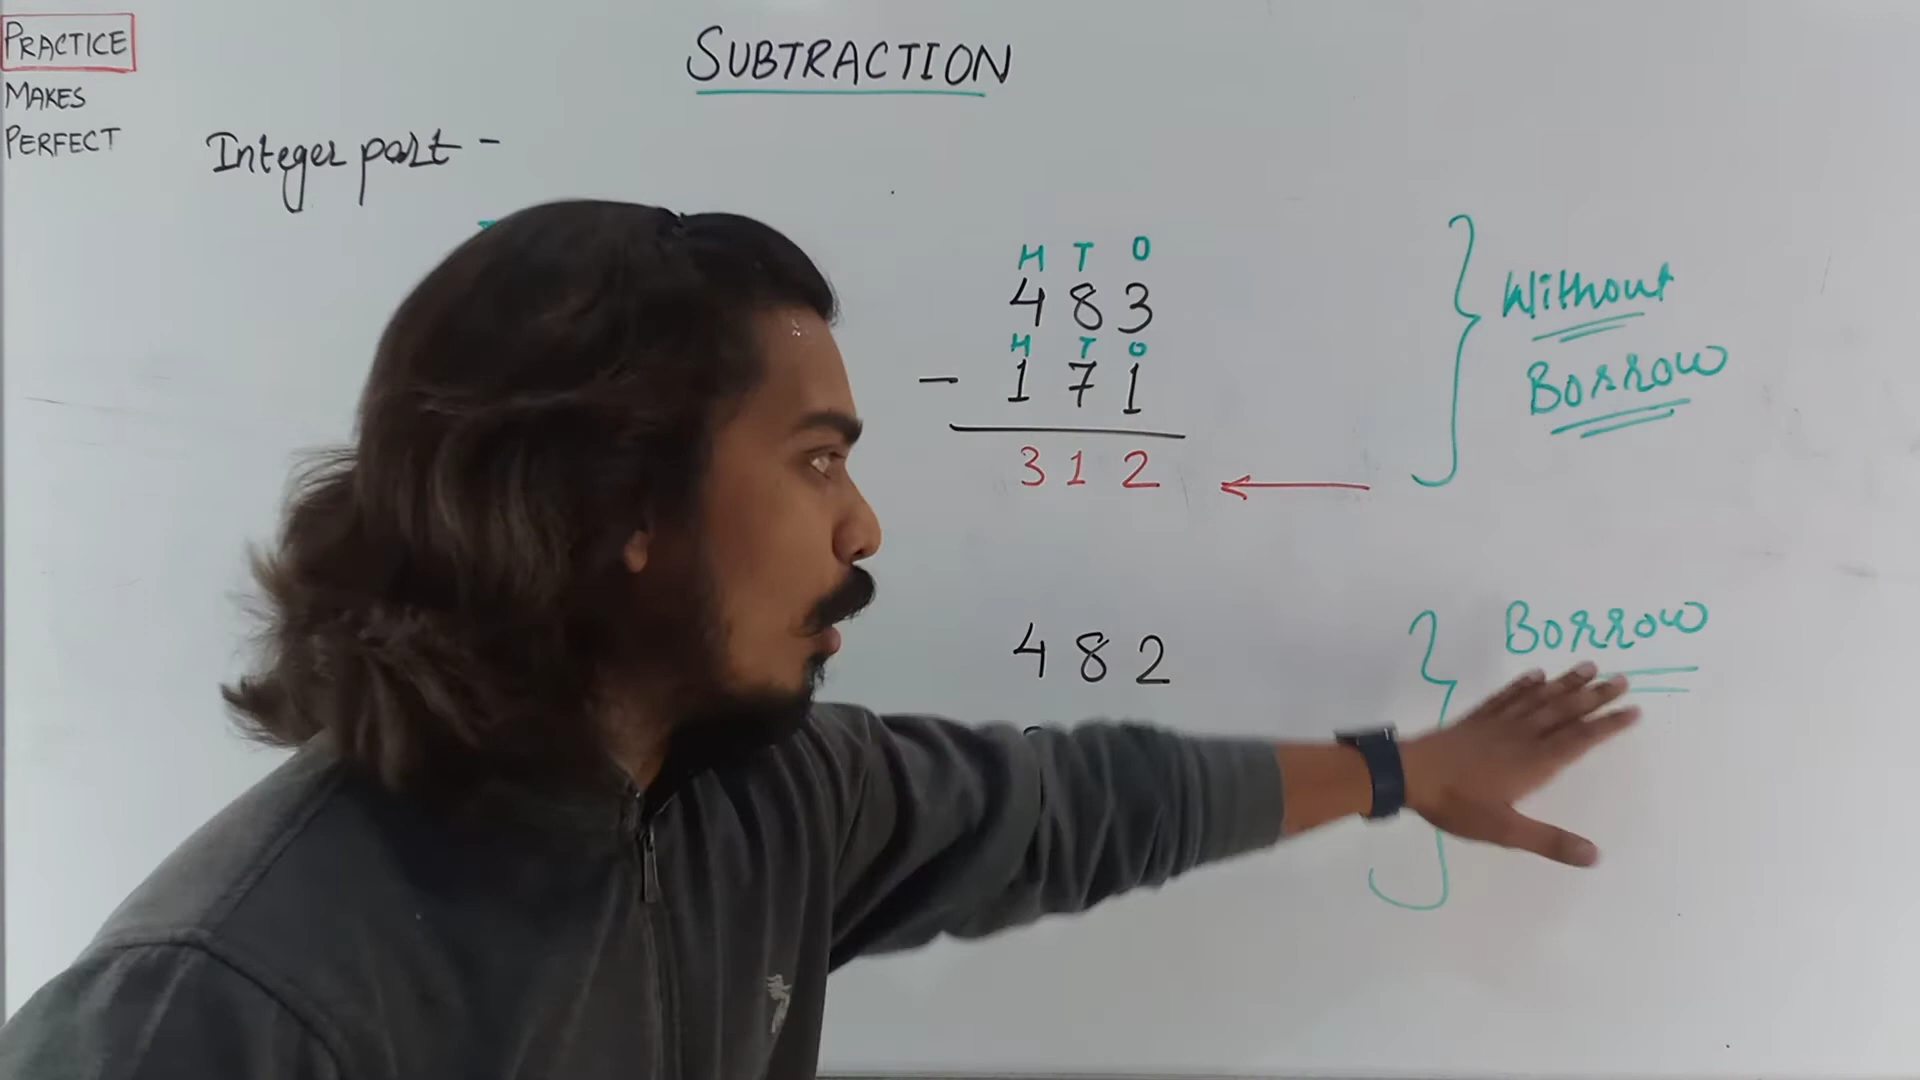 PRACTICE
MAKES
PERFECT
SUBTRACTION
Integer part -
H T O
4 8 3
H T O
- 1 7 1
3 1 2
Without
Borrow
4 8 2
Borrow